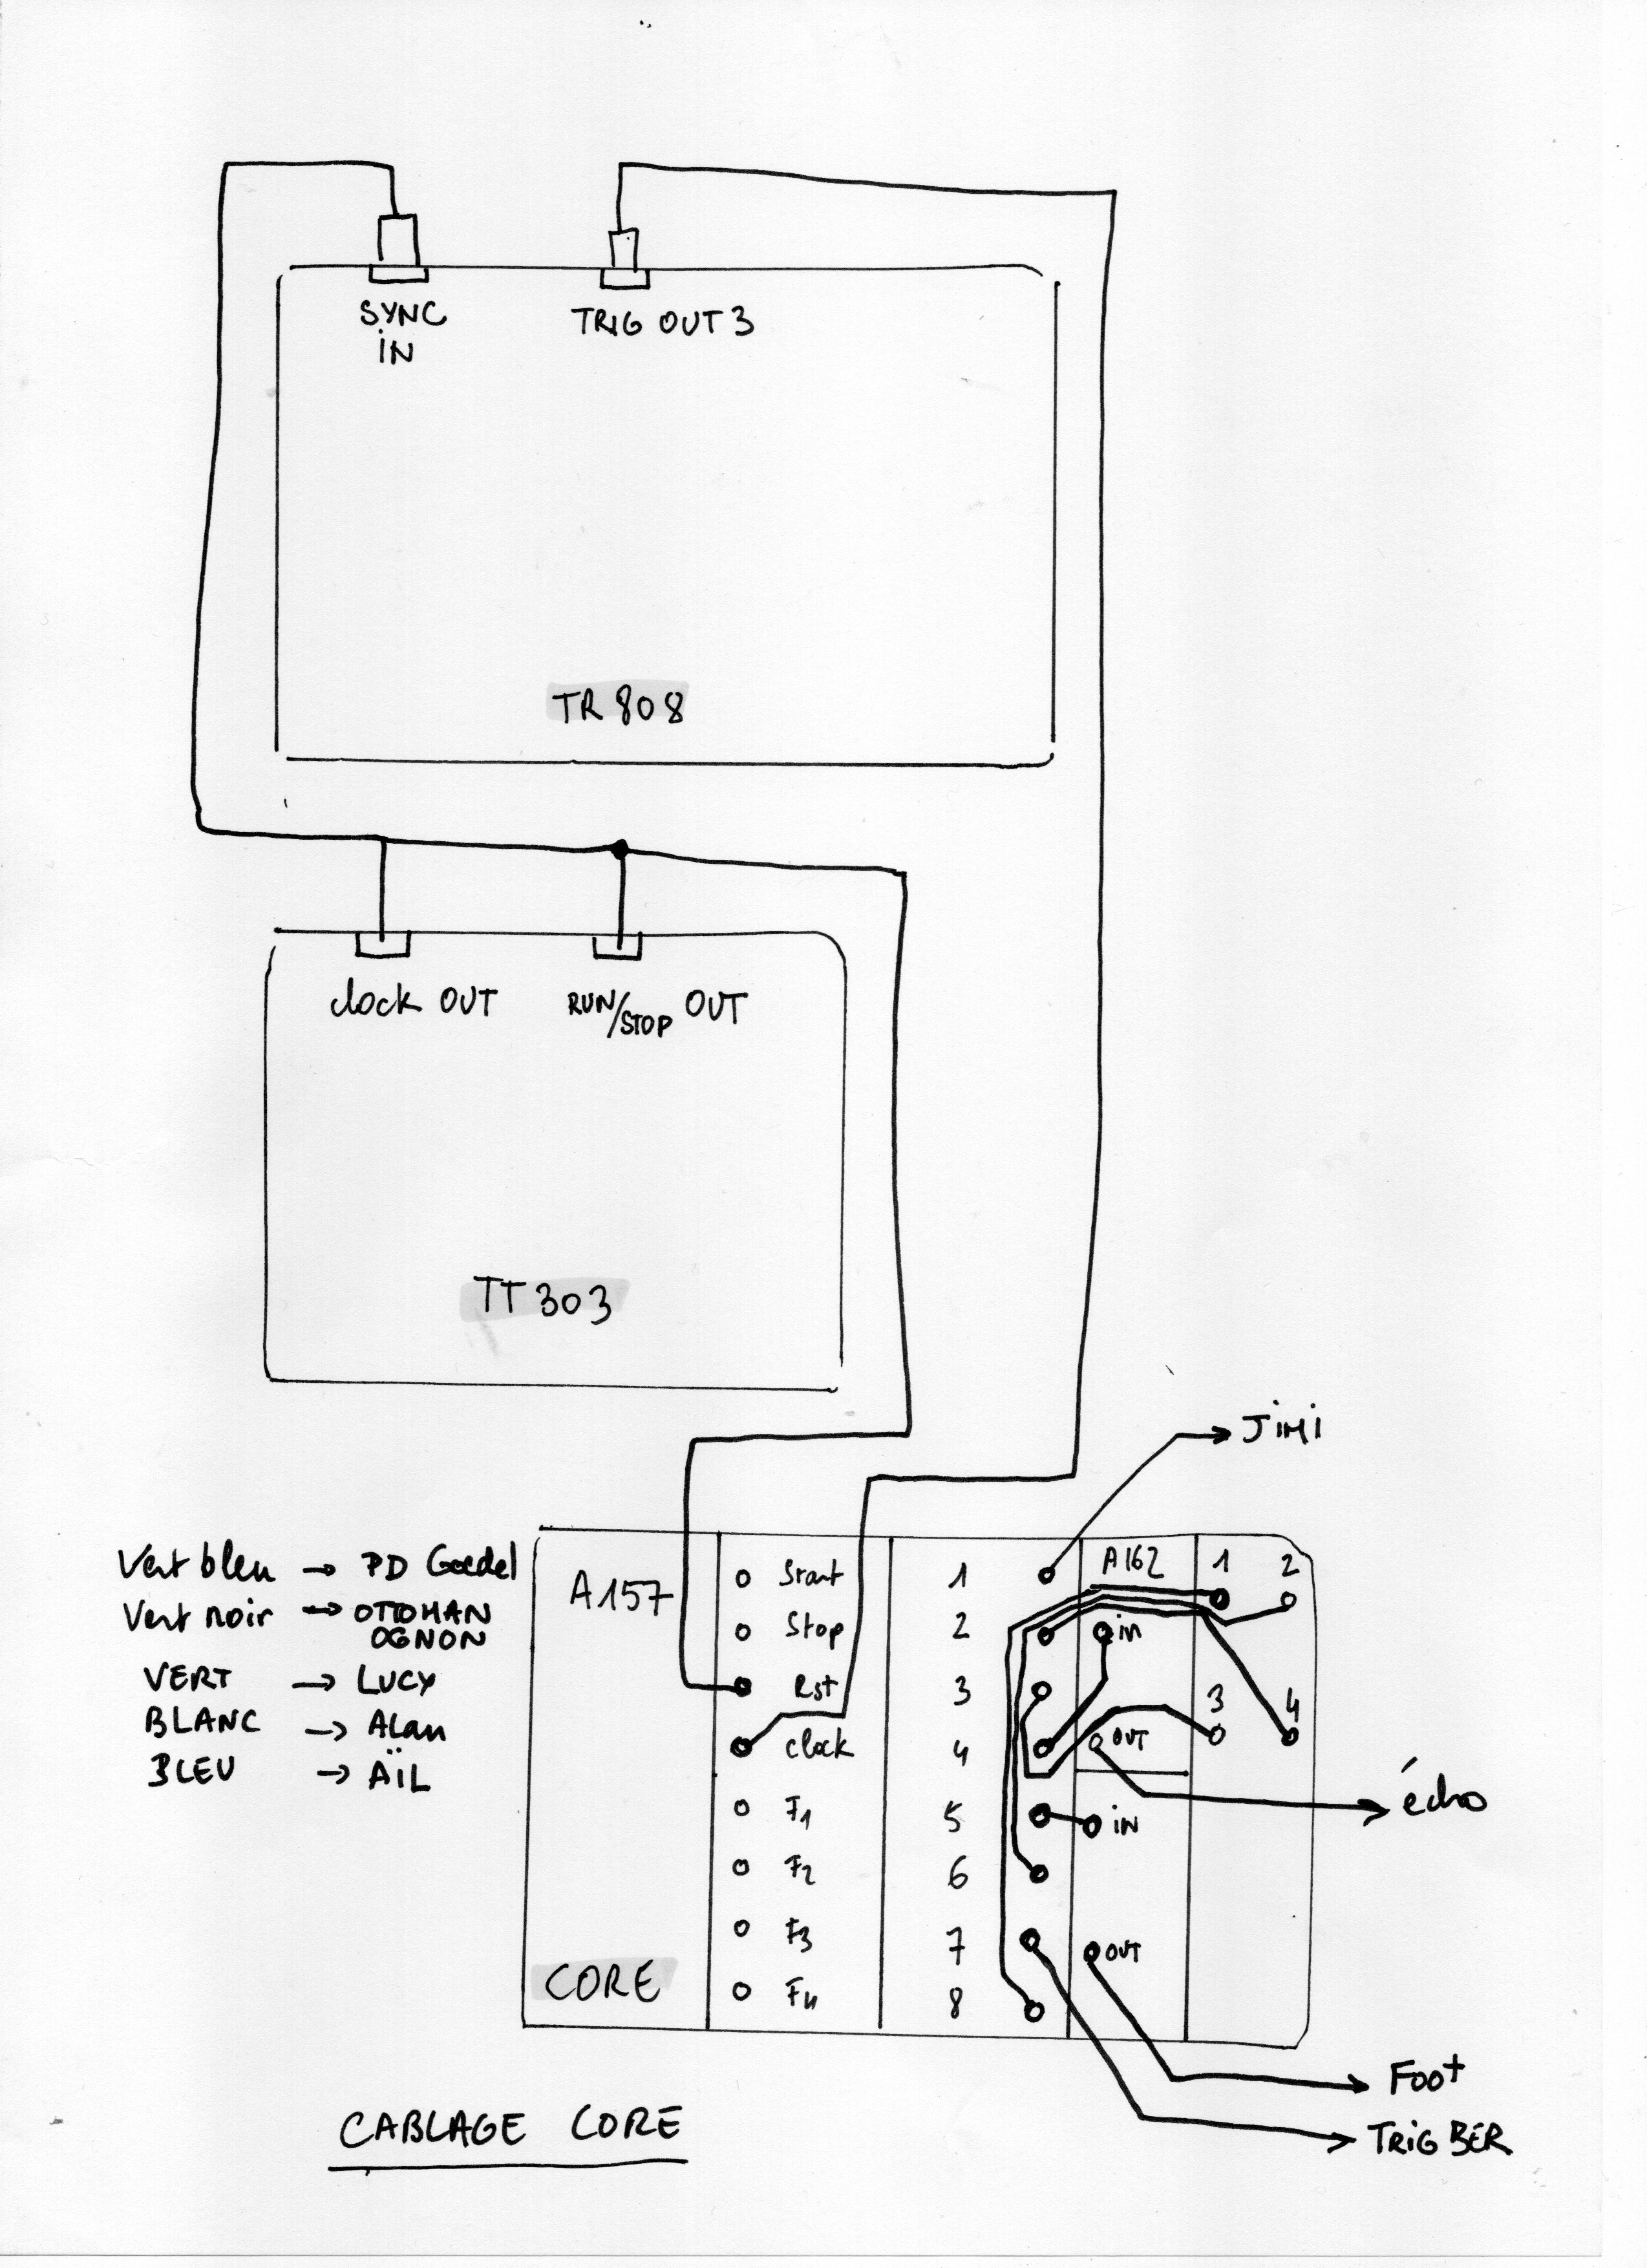 SYNC
iN
TRIG OUT 3
TR 808
clock OUT
RUN/STOP OUT
TT 303
Jimi
Vert bleu → PD Goedel
Vert noir → OTTOMAN
OGNON
VERT → LUCY
BLANC → ALan
BLEU → AÏL
A157
CORE
Start
Stop
Rst
clock
F1
F2
F3
F4
1
2
3
4
5
6
7
8
A162
in
OUT
iN
OUT
1 2
3 4
écho
Foot
TRiG BER
CABLAGE CORE